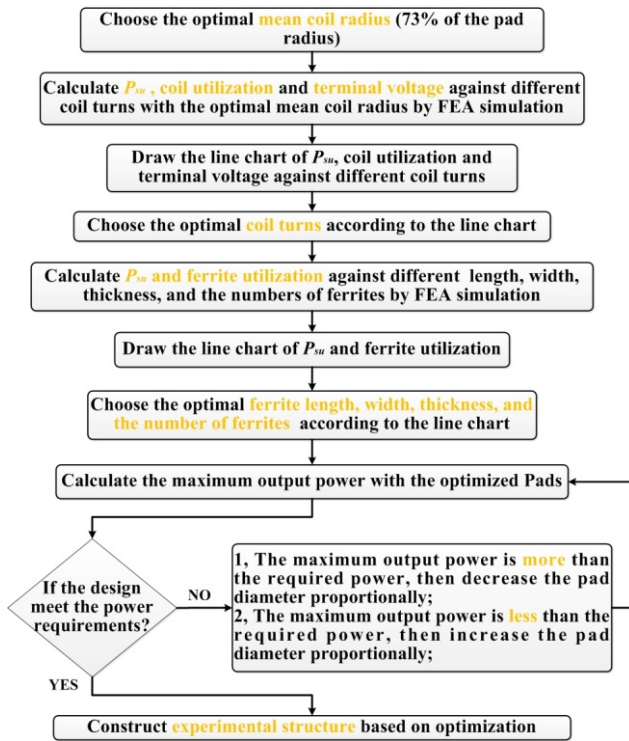 Choose the optimal mean coil radius (73% of the pad
radius)
Calculate Psu , coil utilization and terminal voltage against different
coil turns with the optimal mean coil radius by FEA simulation
Draw the line chart of Psu, coil utilization and
terminal voltage against different coil turns
Choose the optimal coil turns according to the line chart
Calculate Psu and ferrite utilization against different length, width,
thickness, and the numbers of ferrites by FEA simulation
Draw the line chart of Psu and ferrite utilization
Choose the optimal ferrite length, width, thickness, and
the number of ferrites according to the line chart
Calculate the maximum output power with the optimized Pads
If the design
meet the power
requirements?
NO
1, The maximum output power is more than
the required power, then decrease the pad
diameter proportionally;
2, The maximum output power is less than the
required power, then increase the pad
diameter proportionally;
YES
Construct experimental structure based on optimization